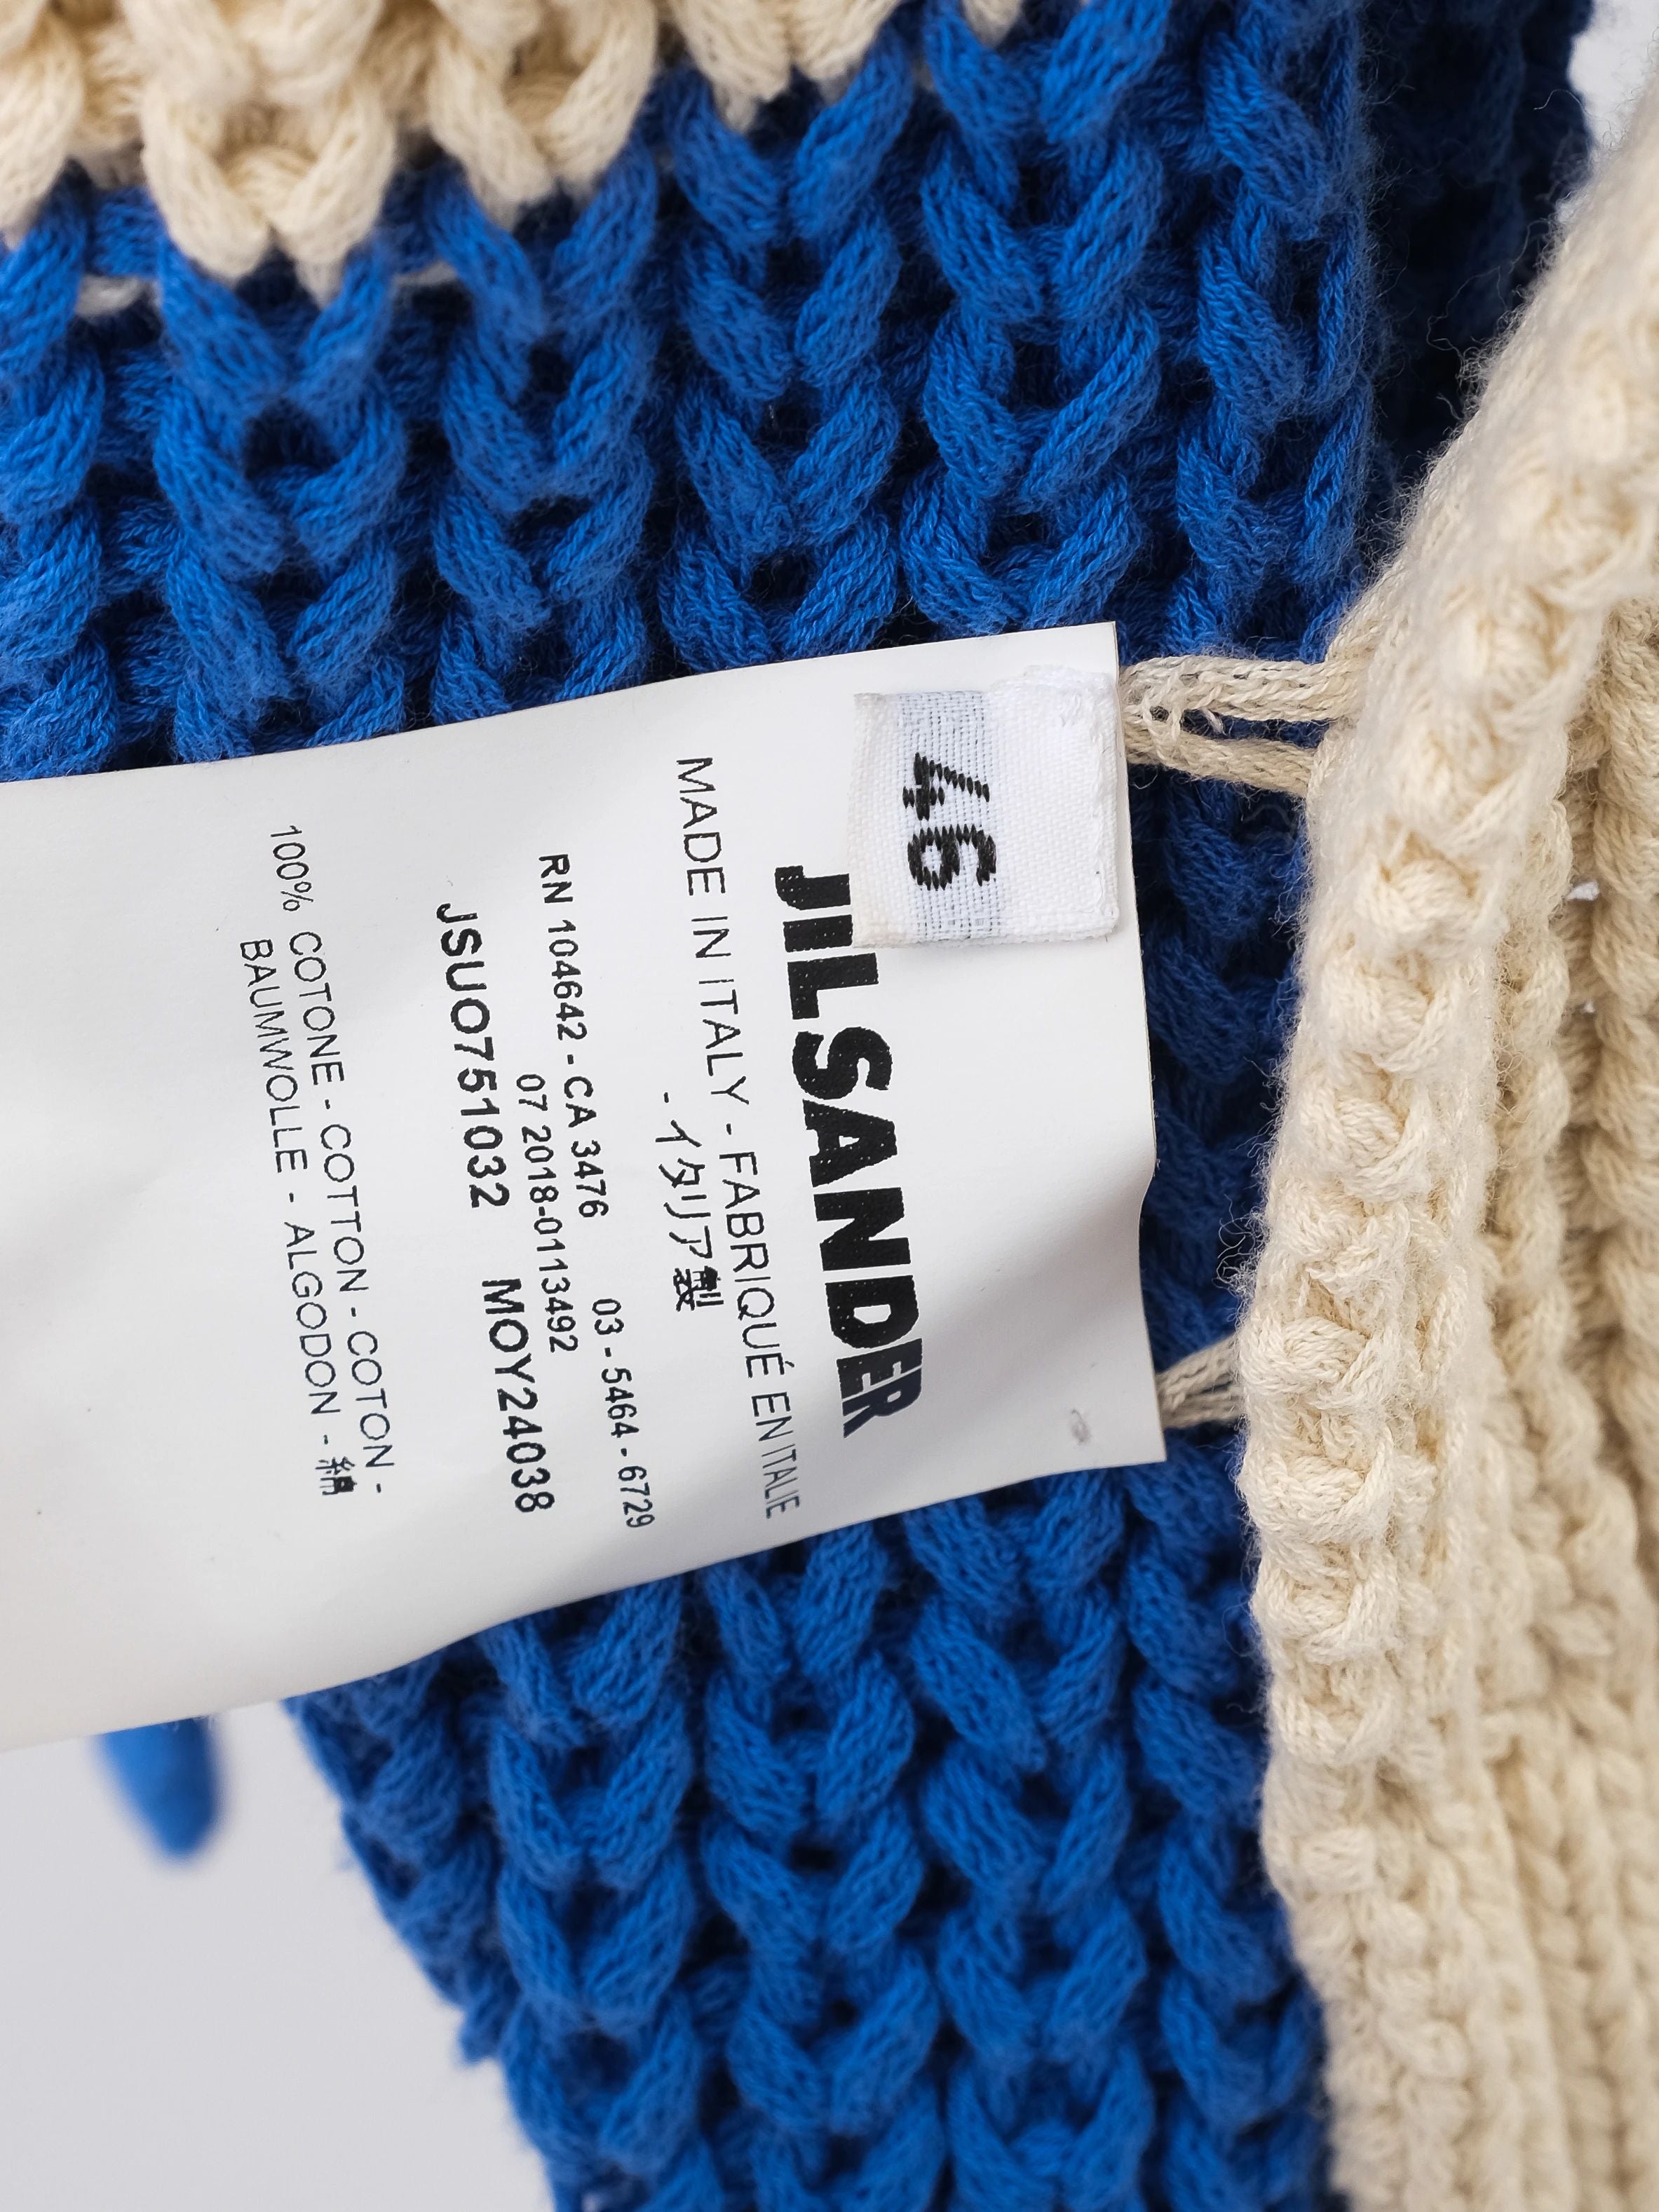 46
JILSANDER
MADE IN ITALY - FABRIQUÉ EN ITALIE
- イタリア製
RN 104642 - CA 3476 03 - 5464 - 6729
07 2018-0113492
JSUO751032 MOY24038
100% COTONE - COTTON - COTON -
BAUMWOLLE - ALGODON - 綿